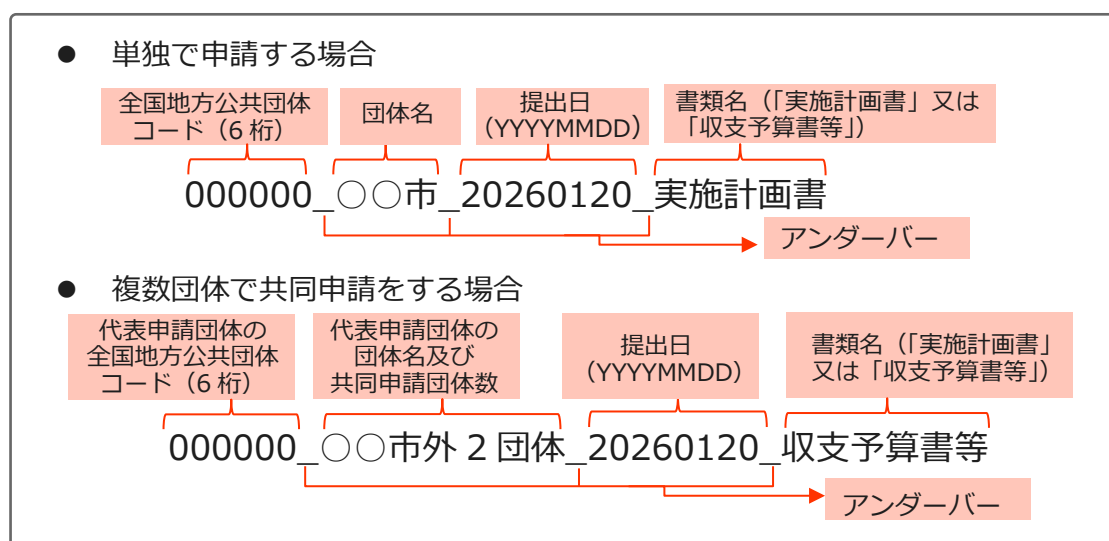 ● 単独で申請する場合
全国地方公共団体
コード（6 桁）
団体名
提出日
（YYYYMMDD）
書類名（「実施計画書」又は
「収支予算書等」）
000000_○○市_20260120_実施計画書
アンダーバー
● 複数団体で共同申請をする場合
代表申請団体の
全国地方公共団体
コード（6 桁）
代表申請団体の
団体名及び
共同申請団体数
提出日
（YYYYMMDD）
書類名（「実施計画書」
又は「収支予算書等」）
000000_○○市外 2 団体_20260120_収支予算書等
アンダーバー